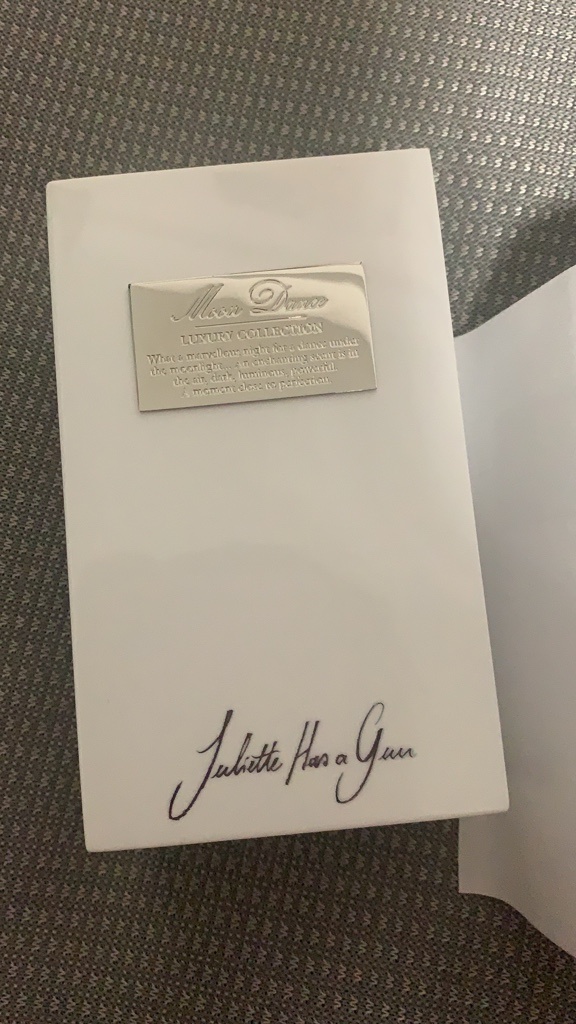 Moon Dance
LUXURY COLLECTION
What a marvellous night for a dance under
the moonlight... an enchanting scent is in
the air, dark, luminous, powerful.
A moment close to perfection.
Juliette Has a Gun